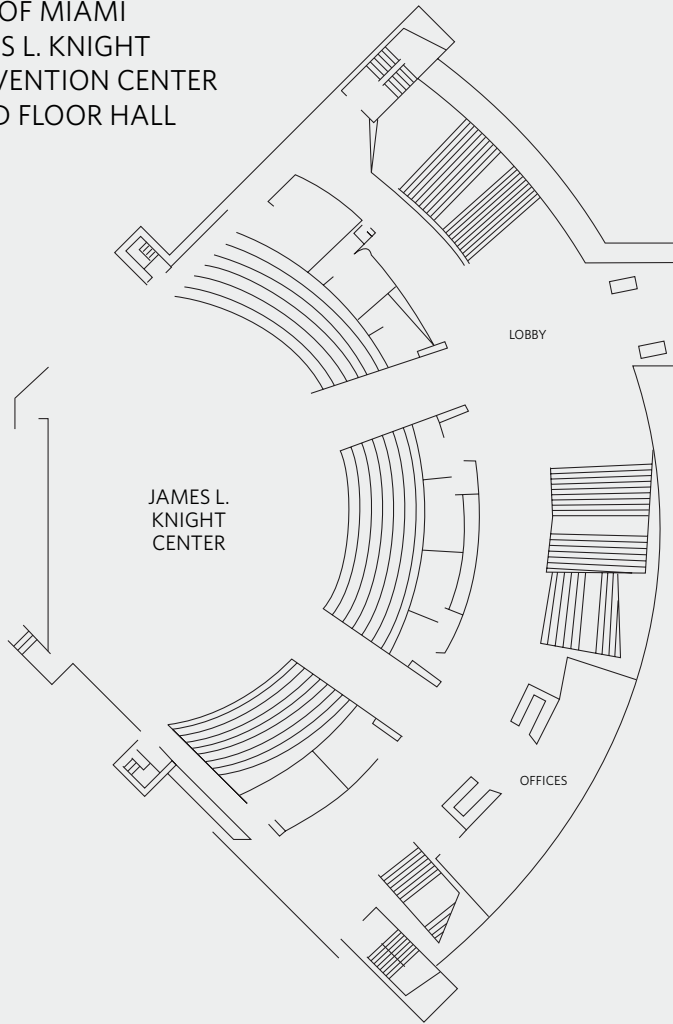 OF MIAMI
S L. KNIGHT
VENTION CENTER
D FLOOR HALL
LOBBY
JAMES L.
KNIGHT
CENTER
OFFICES